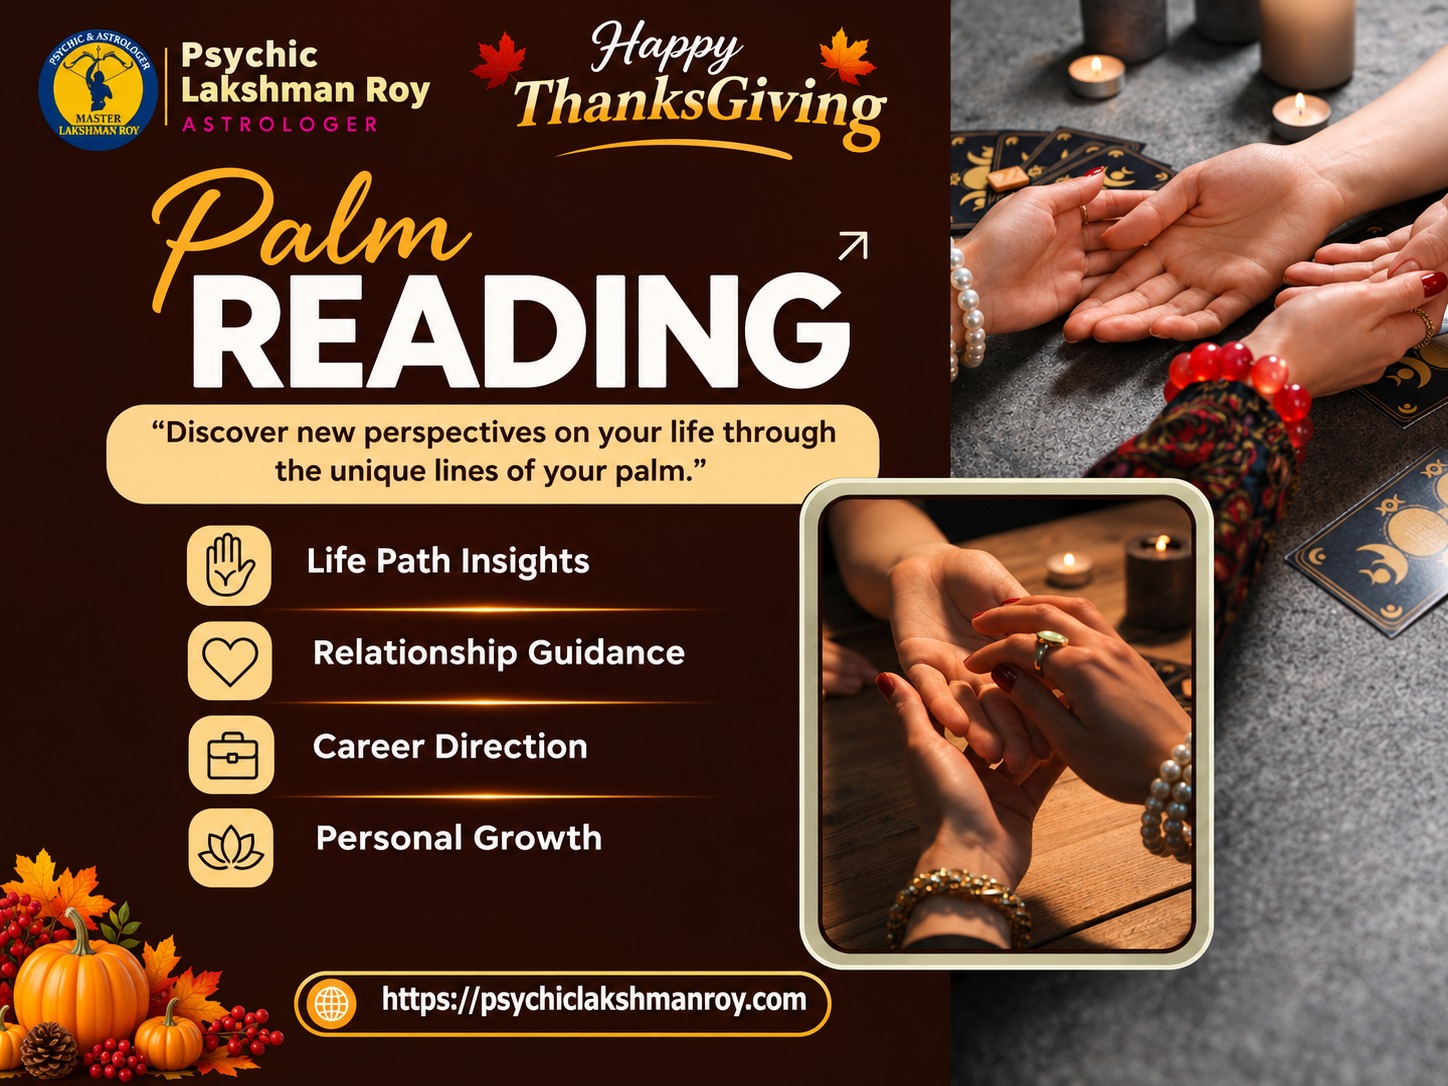 PSYCHIC & ASTROLOGER
MASTER
LAKSHMAN ROY
Psychic
Lakshman Roy
ASTROLOGER
Happy
ThanksGiving
Palm
READING
“Discover new perspectives on your life through
the unique lines of your palm.”
Life Path Insights
Relationship Guidance
Career Direction
Personal Growth
https://psychiclakshmanroy.com